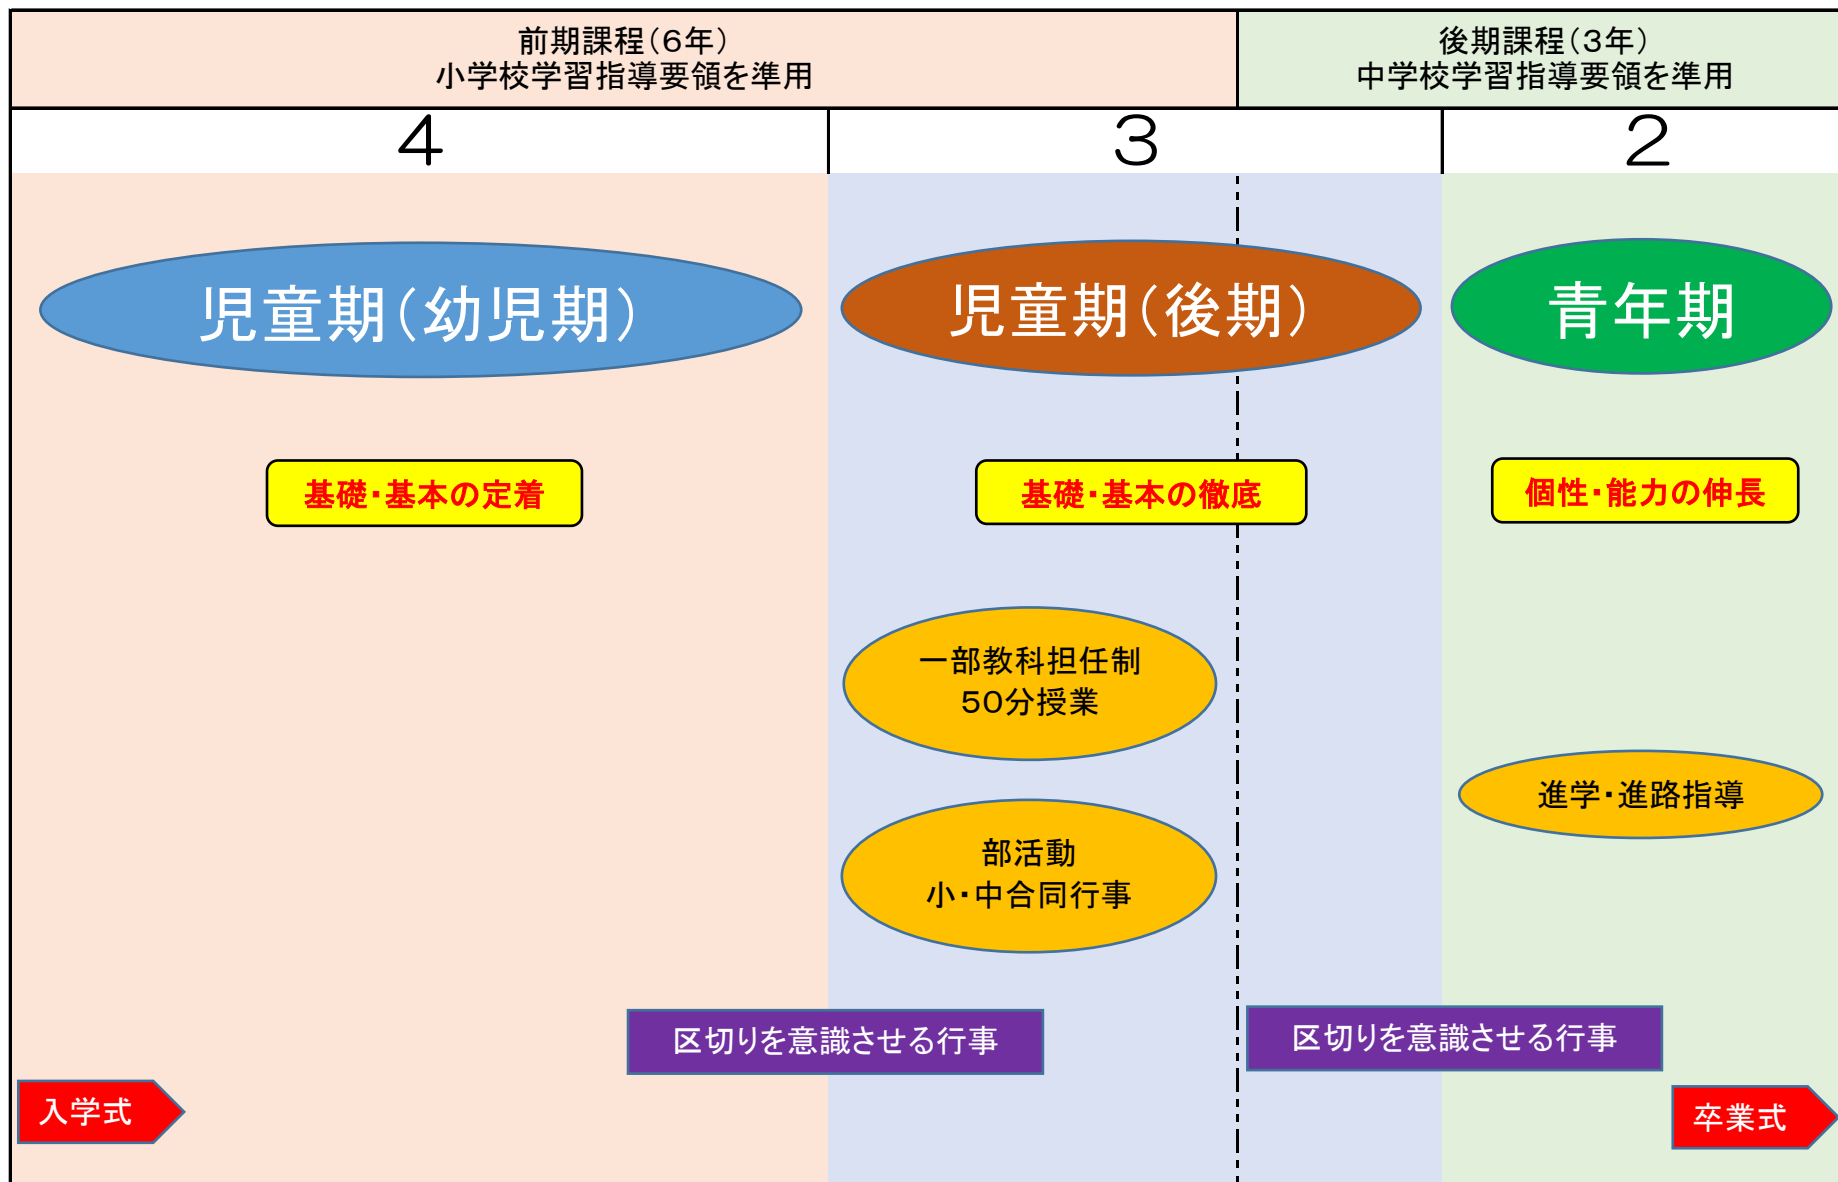 前期課程(6年)
小学校学習指導要領を準用
後期課程(3年)
中学校学習指導要領を準用
4
3
2
児童期(幼児期)
児童期(後期)
青年期
基礎・基本の定着
基礎・基本の徹底
個性・能力の伸長
一部教科担任制
50分授業
進学・進路指導
部活動
小・中合同行事
区切りを意識させる行事
区切りを意識させる行事
入学式
卒業式